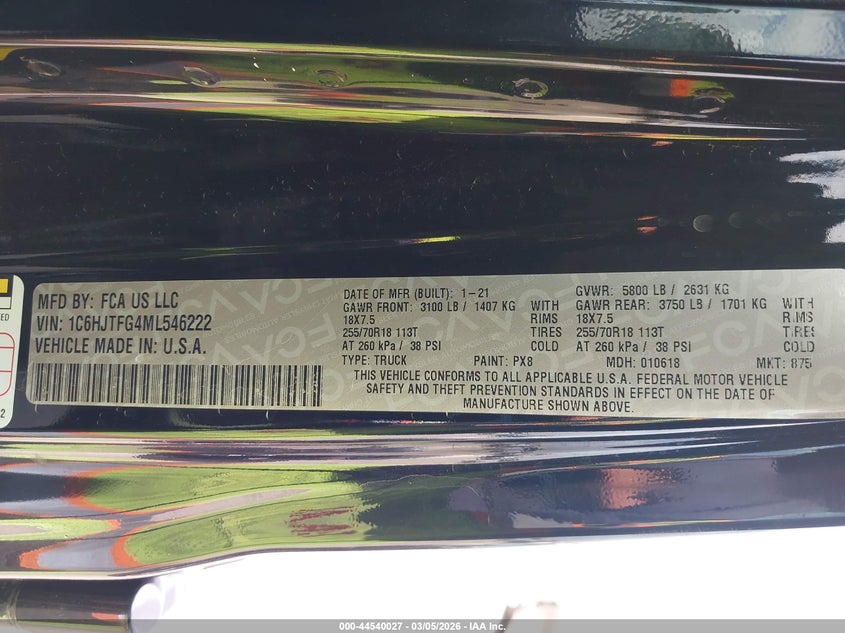 MFD BY: FCA US LLC
VIN: 1C6HJTFG4ML546222
VEHICLE MADE IN: U.S.A.
DATE OF MFR (BUILT): 1-21
GVWR: 5800 LB / 2631 KG
GAWR FRONT: 3100 LB / 1407 KG WITH
GAWR REAR: 3750 LB / 1701 KG WITH
18X7.5 RIMS
18X7.5 RIMS
255/70R18 113T TIRES
255/70R18 113T TIRES
AT 260 kPa / 38 PSI COLD
AT 260 kPa / 38 PSI COLD
TYPE: TRUCK PAINT: PX8 MDH: 010618 MKT: 875
THIS VEHICLE CONFORMS TO ALL APPLICABLE U.S.A. FEDERAL MOTOR VEHICLE
SAFETY AND THEFT PREVENTION STANDARDS IN EFFECT ON THE DATE OF
MANUFACTURE SHOWN ABOVE.
ED
2
000-44540027 - 03/05/2026 - IAA Inc.